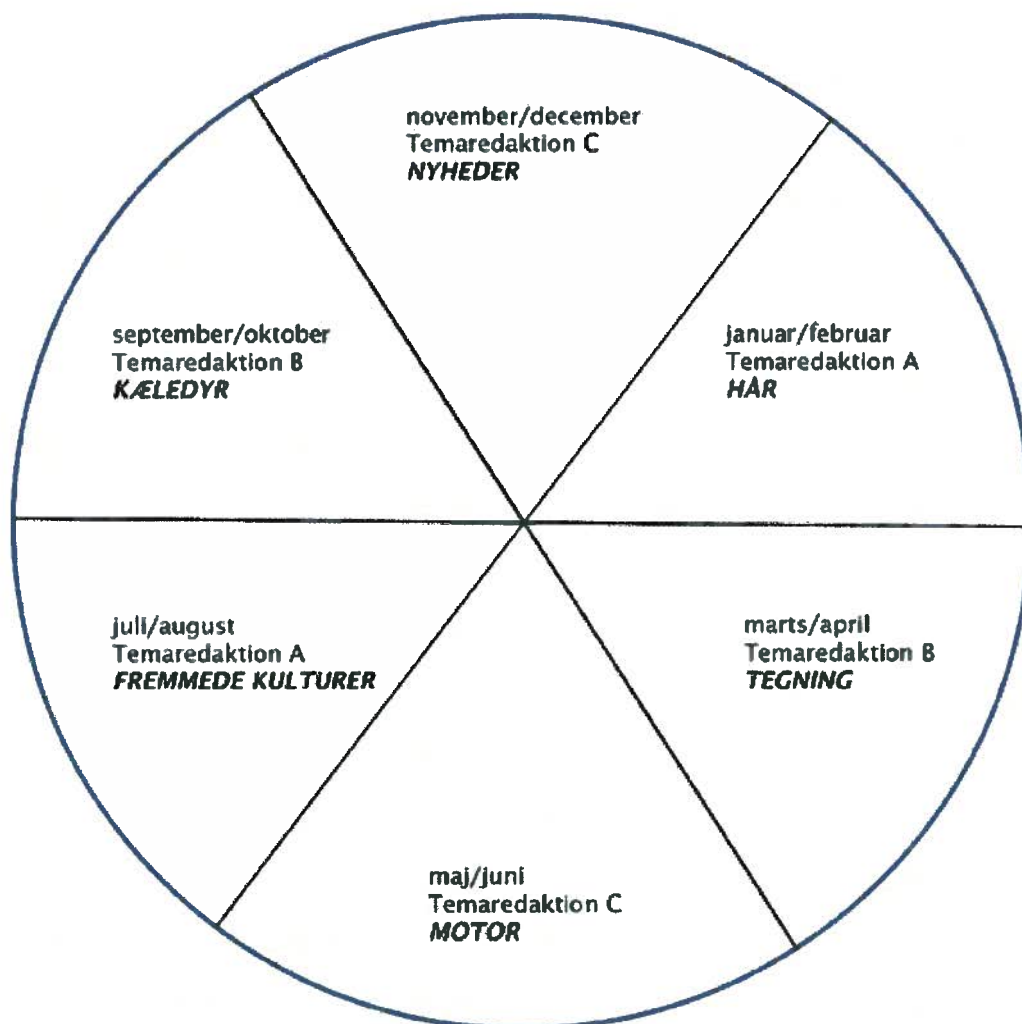 november/december
Temaredaktion C
NYHEDER
januar/februar
Temaredaktion A
HÅR
marts/april
Temaredaktion B
TEGNING
maj/juni
Temaredaktion C
MOTOR
juli/august
Temaredaktion A
FREMMEDE KULTURER
september/oktober
Temaredaktion B
KÆLEDYR